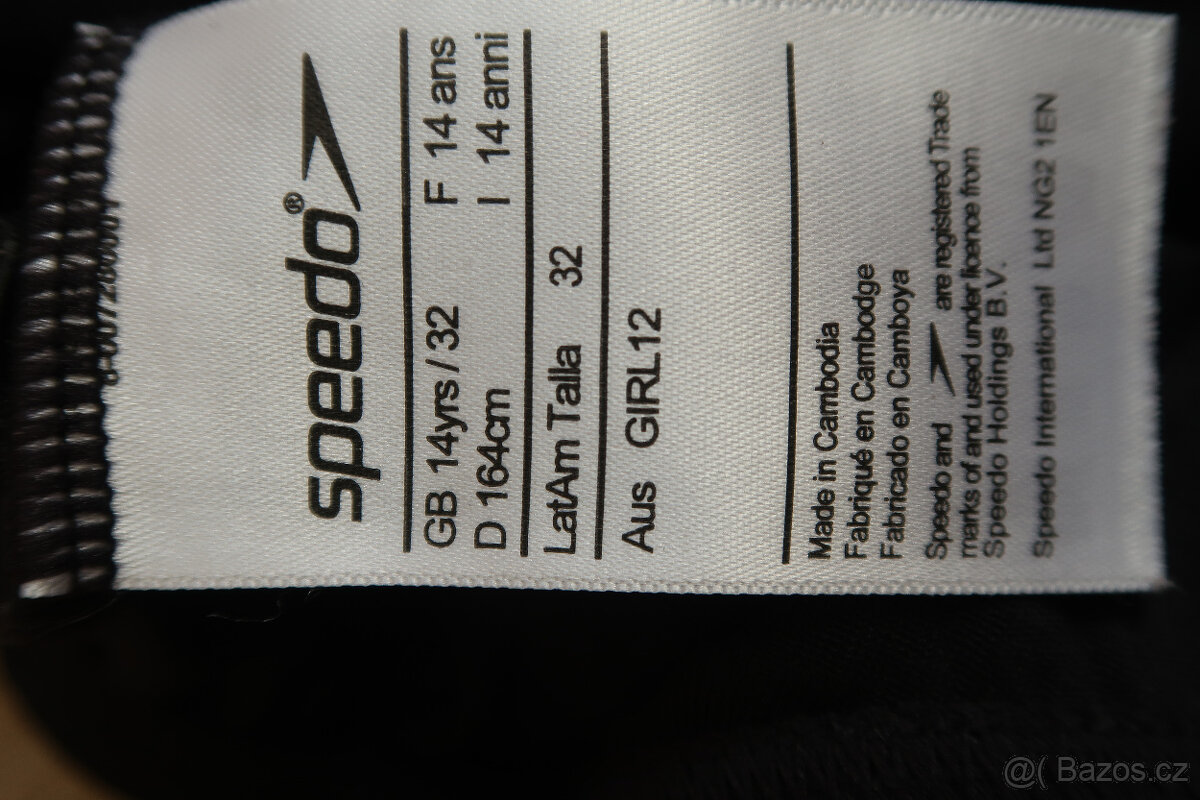 speedo®
GB 14yrs / 32 F 14 ans
D 164cm I 14 anni
LatAm Talla 32
Aus GIRL12
Made in Cambodia
Fabriqué en Cambodge
Fabricado en Camboya
Speedo and are registered Trade
marks of and used under licence from
Speedo Holdings B.V.
Speedo International Ltd NG2 1EN
@( Bazos.cz